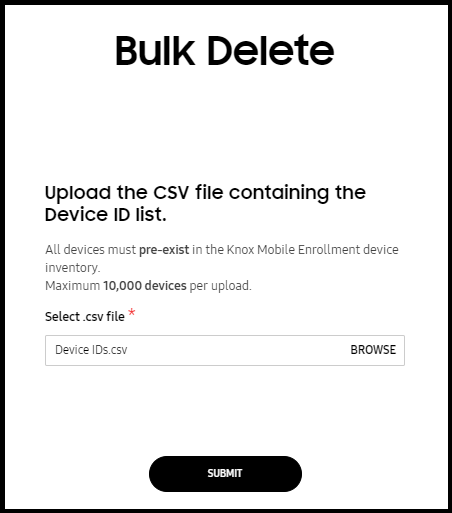 Bulk Delete
Upload the CSV file containing the
Device ID list.
All devices must pre-exist in the Knox Mobile Enrollment device
inventory.
Maximum 10,000 devices per upload.
Select .csv file *
Device IDs.csv BROWSE
SUBMIT